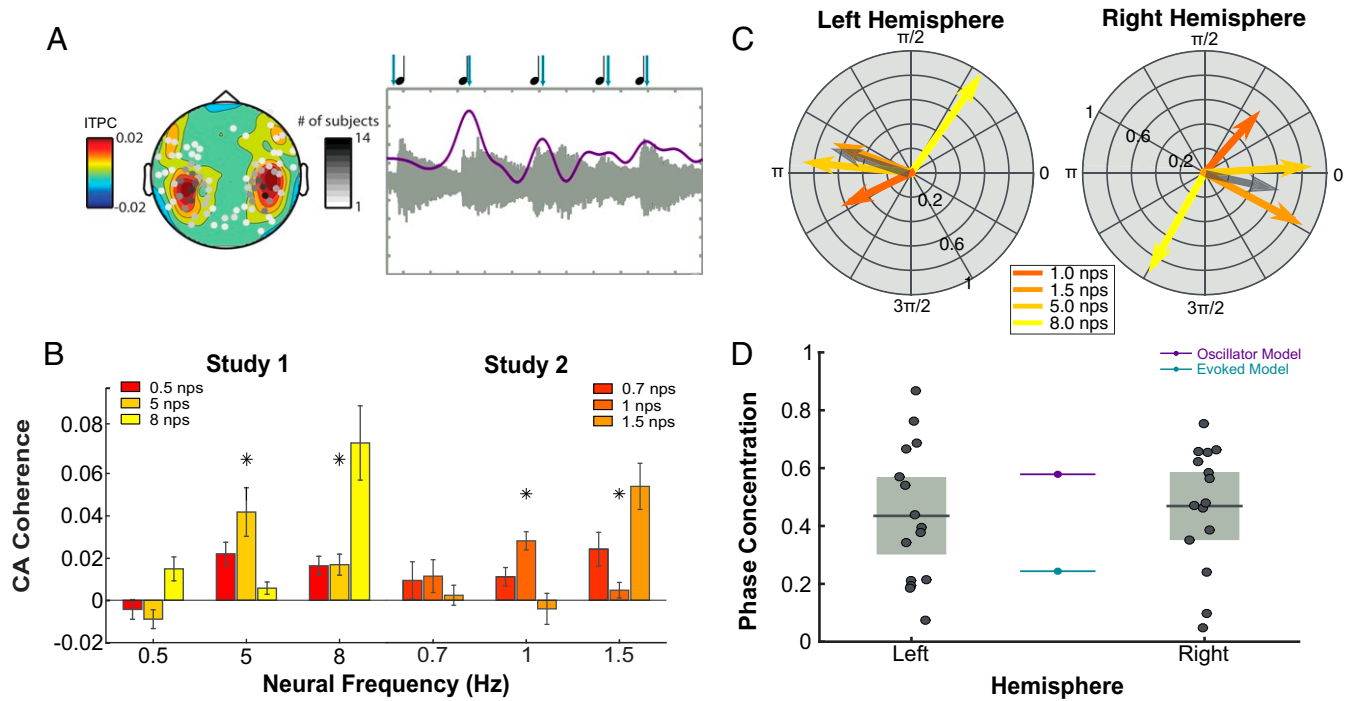 A
ITPC
0.02
-0.02
# of subjects
14
1
B
Study 1
Study 2
0.5 nps
5 nps
8 nps
0.7 nps
1 nps
1.5 nps
CA Coherence
0.08
0.06
0.04
0.02
0
-0.02
* * * *
0.5 5 8 0.7 1 1.5
Neural Frequency (Hz)
C
Left Hemisphere
π/2
π
0
3π/2
0.2
0.6
1
Right Hemisphere
π/2
π
0
3π/2
1
0.6
0.2
1.0 nps
1.5 nps
5.0 nps
8.0 nps
D
Oscillator Model
Evoked Model
Phase Concentration
1
0.8
0.6
0.4
0.2
0
Left Right
Hemisphere